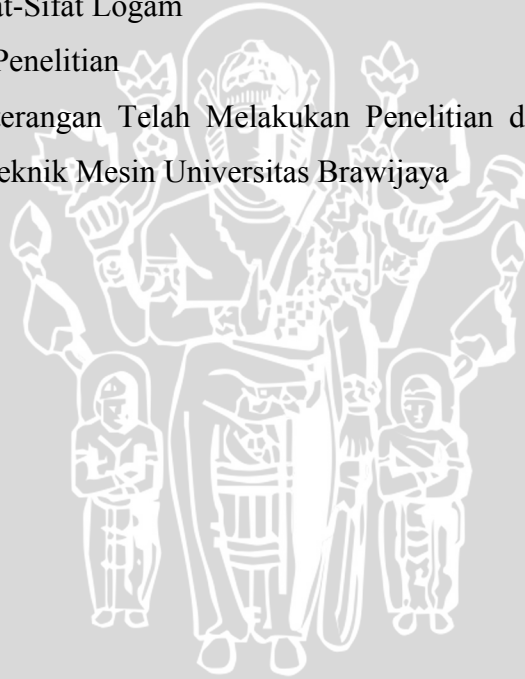 at-Sifat Logam
Penelitian
erangan Telah Melakukan Penelitian d
eknik Mesin Universitas Brawijaya